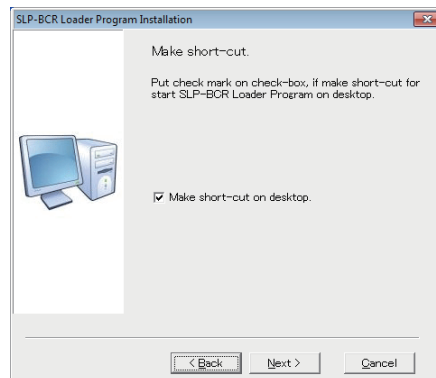 SLP-BCR Loader Program Installation
Make short-cut.
Put check mark on check-box, if make short-cut for
start SLP-BCR Loader Program on desktop.
Make short-cut on desktop.
< Back
Next >
Cancel